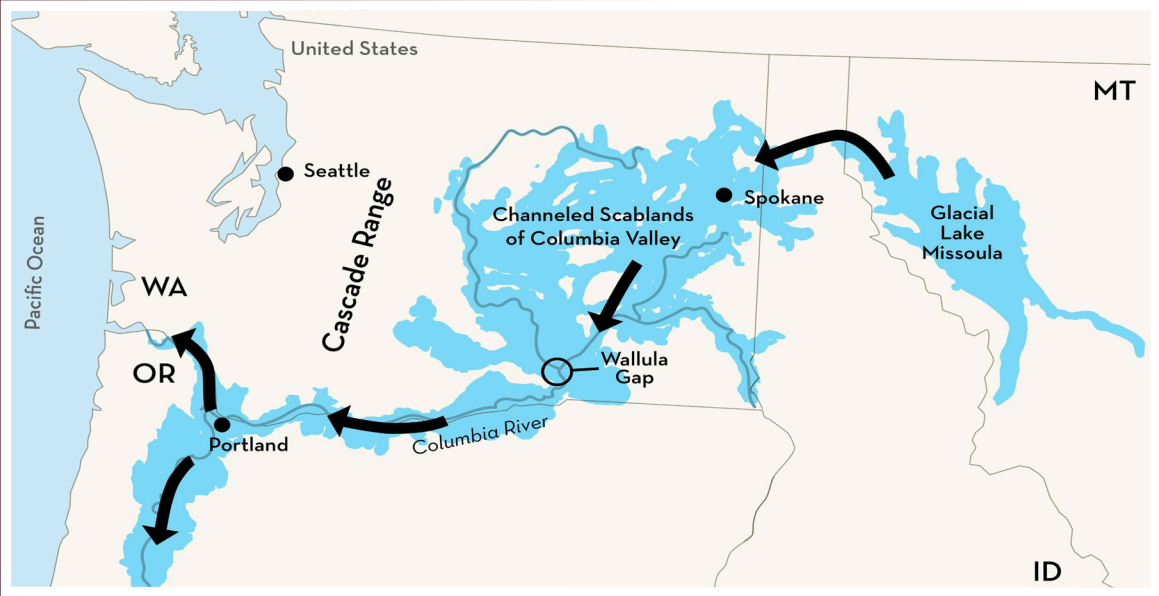 United States
MT
Seattle
Spokane
Channeled Scablands
of Columbia Valley
Glacial
Lake
Missoula
Cascade Range
Pacific Ocean
WA
OR
Wallula
Gap
Columbia River
Portland
ID